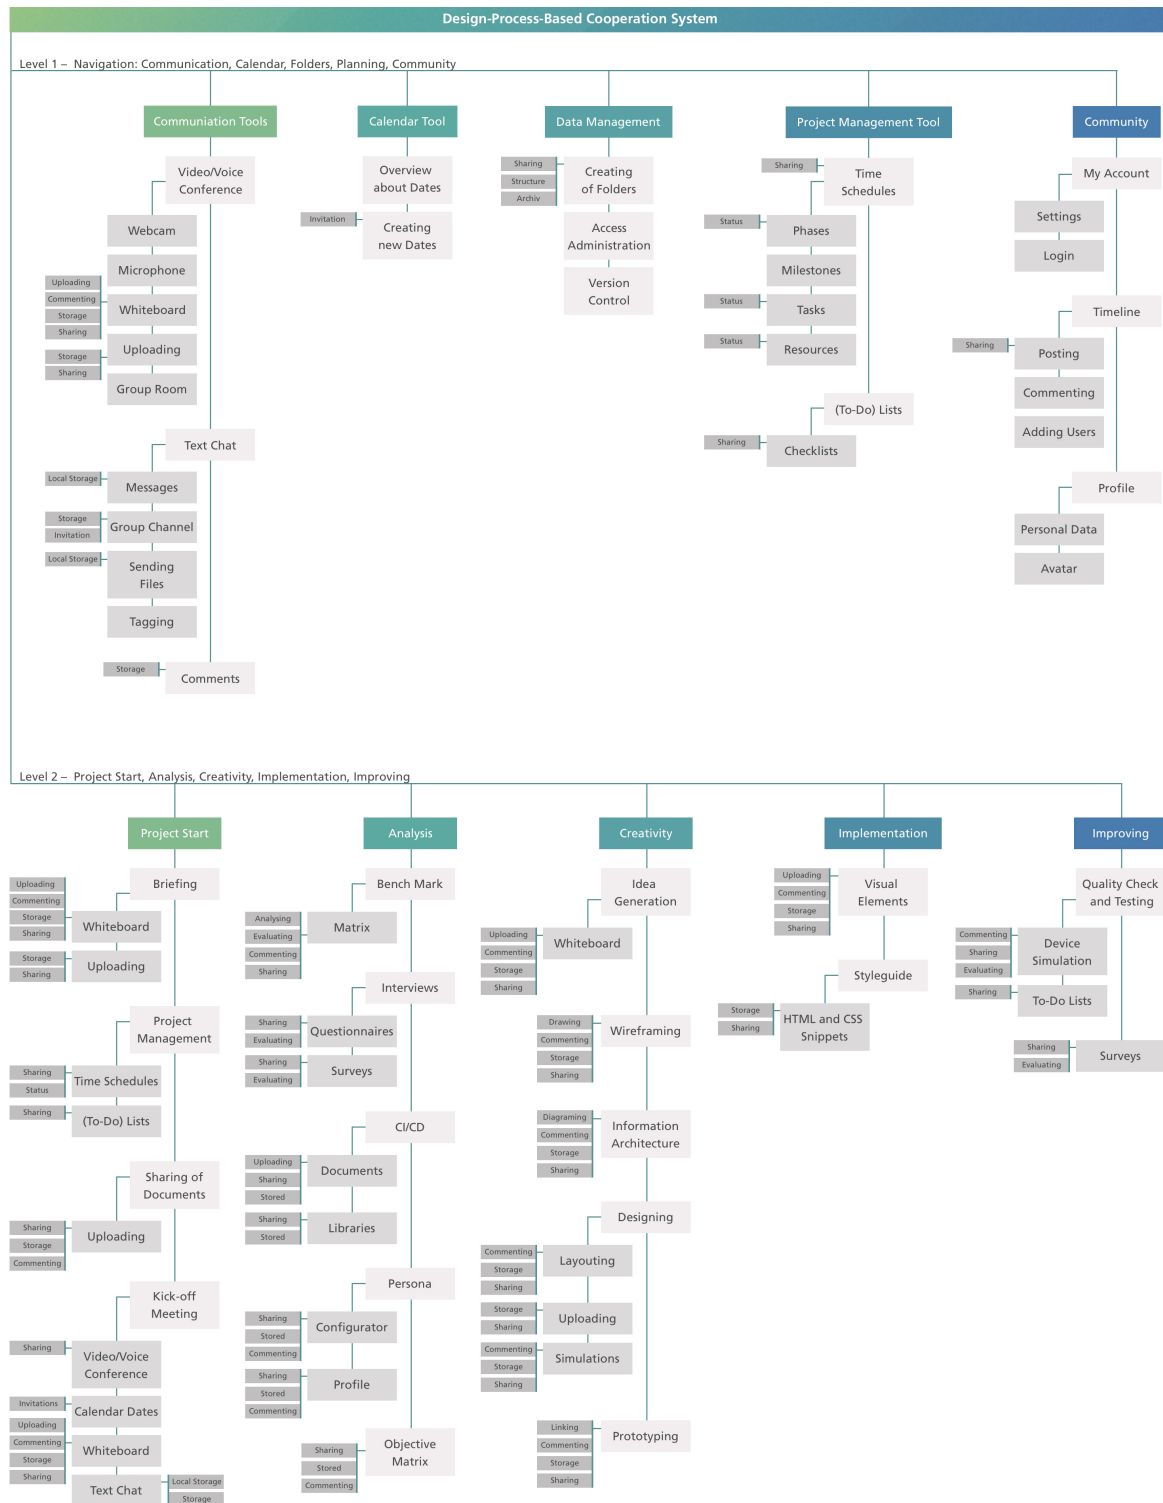 Design-Process-Based Cooperation System
Level 1 – Navigation: Communication, Calendar, Folders, Planning, Community
Communiation Tools
Video/Voice
Conference
Webcam
Microphone
Uploading
Commenting
Storage
Sharing
Whiteboard
Storage
Sharing
Uploading
Group Room
Text Chat
Local Storage
Messages
Storage
Invitation
Group Channel
Local Storage
Sending
Files
Tagging
Storage
Comments
Calendar Tool
Overview
about Dates
Invitation
Creating
new Dates
Data Management
Sharing
Structure
Archiv
Creating
of Folders
Access
Administration
Version
Control
Project Management Tool
Sharing
Time
Schedules
Status
Phases
Milestones
Status
Tasks
Status
Resources
(To-Do) Lists
Sharing
Checklists
Community
My Account
Settings
Login
Timeline
Sharing
Posting
Commenting
Adding Users
Profile
Personal Data
Avatar
Level 2 – Project Start, Analysis, Creativity, Implementation, Improving
Project Start
Briefing
Uploading
Commenting
Storage
Sharing
Whiteboard
Storage
Sharing
Uploading
Project
Management
Sharing
Status
Time Schedules
Sharing
(To-Do) Lists
Sharing of
Documents
Sharing
Storage
Commenting
Uploading
Kick-off
Meeting
Sharing
Video/Voice
Conference
Invitations
Calendar Dates
Uploading
Commenting
Storage
Sharing
Whiteboard
Text Chat
Local Storage
Storage
Analysis
Bench Mark
Analysing
Evaluating
Commenting
Sharing
Matrix
Interviews
Sharing
Evaluating
Questionnaires
Sharing
Evaluating
Surveys
CI/CD
Uploading
Sharing
Stored
Documents
Sharing
Stored
Libraries
Persona
Sharing
Stored
Commenting
Configurator
Sharing
Stored
Commenting
Profile
Sharing
Stored
Commenting
Objective
Matrix
Creativity
Idea
Generation
Uploading
Commenting
Storage
Sharing
Whiteboard
Drawing
Commenting
Storage
Sharing
Wireframing
Diagraming
Commenting
Storage
Sharing
Information
Architecture
Designing
Commenting
Storage
Sharing
Layouting
Storage
Sharing
Uploading
Commenting
Storage
Sharing
Simulations
Linking
Commenting
Storage
Sharing
Prototyping
Implementation
Uploading
Commenting
Storage
Sharing
Visual
Elements
Styleguide
Storage
Sharing
HTML and CSS
Snippets
Improving
Quality Check
and Testing
Commenting
Sharing
Evaluating
Device
Simulation
Sharing
To-Do Lists
Sharing
Evaluating
Surveys